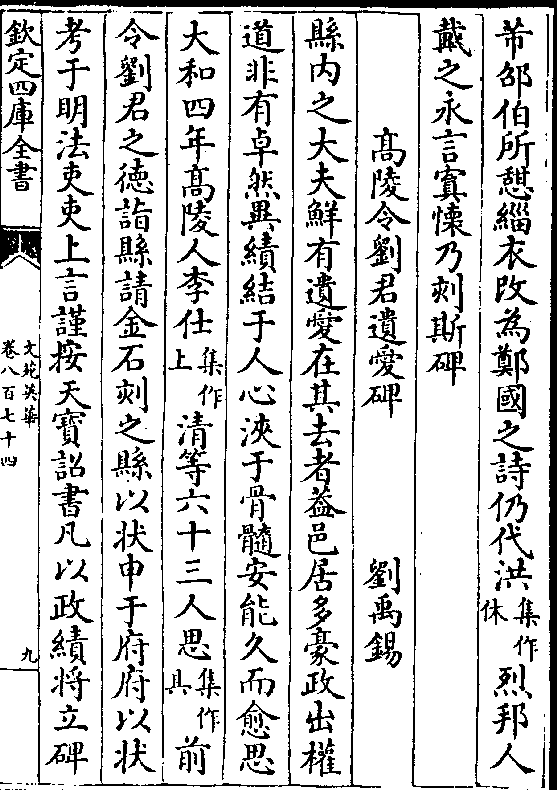 芾邵伯所憇緇衣改為鄭國之詩仍代洪集作休烈邦人
戴之永言寘懷乃刻斯碑
髙陵令劉君遺愛碑 劉禹錫
縣内之大夫鮮有遺愛在其去者葢邑居多豪政出權
道非有卓然異績結于人心浹于骨髓安能久而愈思
大和四年髙陵人李仕集作上清等六十三人思集作具前
令劉君之徳詣縣請金石刻之縣以狀申于府府以狀
考于明法吏吏上言謹按天寶詔書凡以政績将立碑
欽定四庫全書
文苑英華
卷八百七十四
九